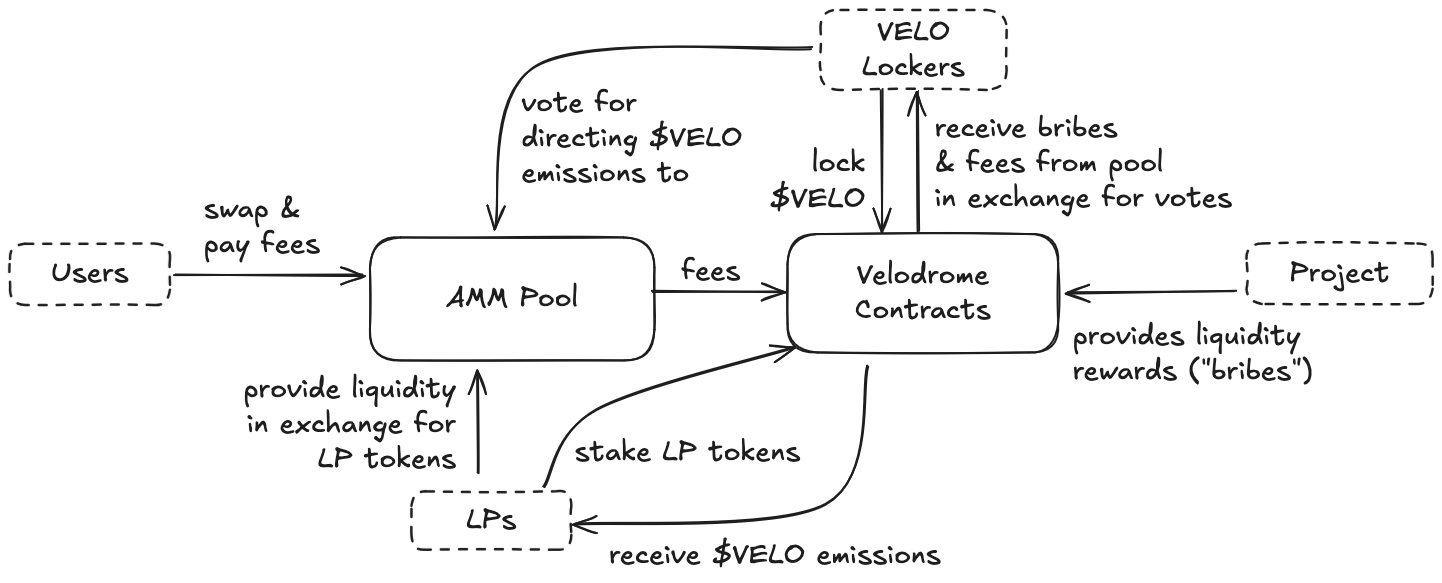 VELO
Lockers
vote for
directing $VELO
emissions to
lock
$VELO
receive bribes
& fees from pool
in exchange for votes
swap &
pay fees
Users
AMM Pool
fees
Velodrome
Contracts
Project
provides liquidity
rewards ("bribes")
provide liquidity
in exchange for
LP tokens
stake LP tokens
LPs
receive $VELO emissions